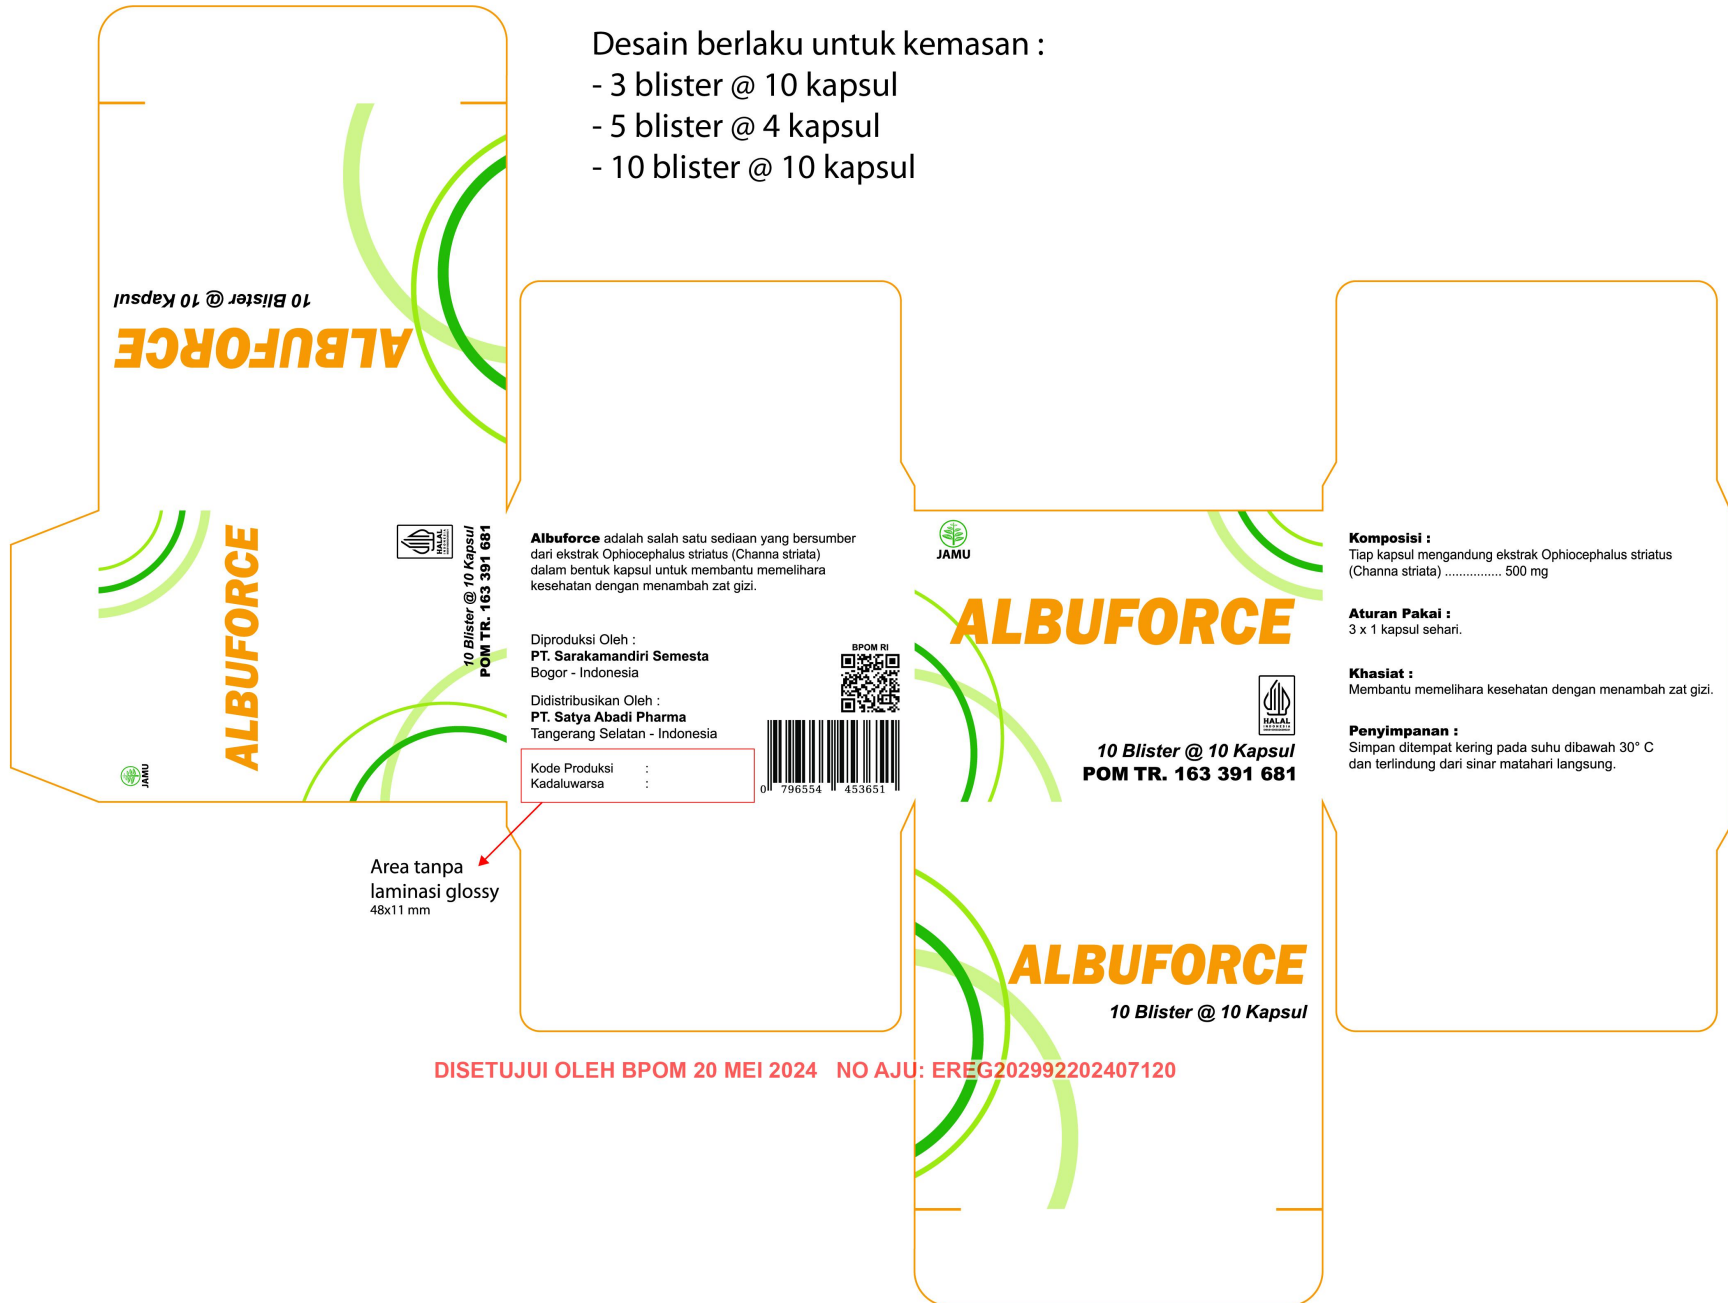 Desain berlaku untuk kemasan :
- 3 blister @ 10 kapsul
- 5 blister @ 4 kapsul
- 10 blister @ 10 kapsul
ALBUFORCE
10 Blister @ 10 Kapsul
JAMU
ALBUFORCE
HALAL
INDONESIA
10 Blister @ 10 Kapsul
POM TR. 163 391 681
Albuforce adalah salah satu sediaan yang bersumber
dari ekstrak Ophiocephalus striatus (Channa striata)
dalam bentuk kapsul untuk membantu memelihara
kesehatan dengan menambah zat gizi.
Diproduksi Oleh :
PT. Sarakamandiri Semesta
Bogor - Indonesia
Didistribusikan Oleh :
PT. Satya Abadi Pharma
Tangerang Selatan - Indonesia
Kode Produksi :
Kadaluwarsa :
BPOM RI
0 796554 453651
Area tanpa
laminasi glossy
48x11 mm
JAMU
ALBUFORCE
HALAL
INDONESIA
10 Blister @ 10 Kapsul
POM TR. 163 391 681
Komposisi :
Tiap kapsul mengandung ekstrak Ophiocephalus striatus
(Channa striata) ................ 500 mg
Aturan Pakai :
3 x 1 kapsul sehari.
Khasiat :
Membantu memelihara kesehatan dengan menambah zat gizi.
Penyimpanan :
Simpan ditempat kering pada suhu dibawah 30° C
dan terlindung dari sinar matahari langsung.
ALBUFORCE
10 Blister @ 10 Kapsul
DISETUJUI OLEH BPOM 20 MEI 2024 NO AJU: EREG202992202407120